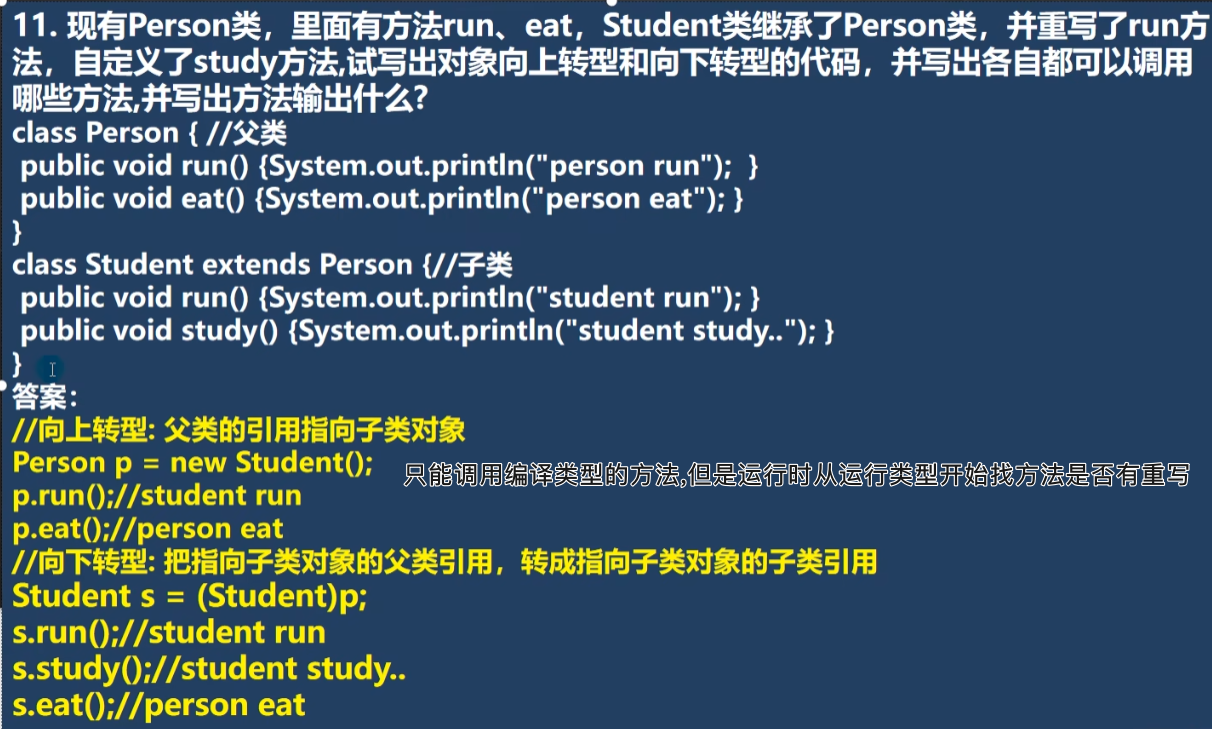 11. 现有Person类，里面有方法run、eat，Student类继承了Person类，并重写了run方
法，自定义了study方法,试写出对象向上转型和向下转型的代码，并写出各自都可以调用
哪些方法,并写出方法输出什么?
class Person { //父类
public void run() {System.out.println("person run");  }
public void eat() {System.out.println("person eat"); }
}
class Student extends Person {//子类
public void run() {System.out.println("student run"); }
public void study() {System.out.println("student study.."); }
}
答案：
//向上转型: 父类的引用指向子类对象
Person p = new Student();
只能调用编译类型的方法,但是运行时从运行类型开始找方法是否有重写
p.run();//student run
p.eat();//person eat
//向下转型: 把指向子类对象的父类引用，转成指向子类对象的子类引用
Student s = (Student)p;
s.run();//student run
s.study();//student study..
s.eat();//person eat